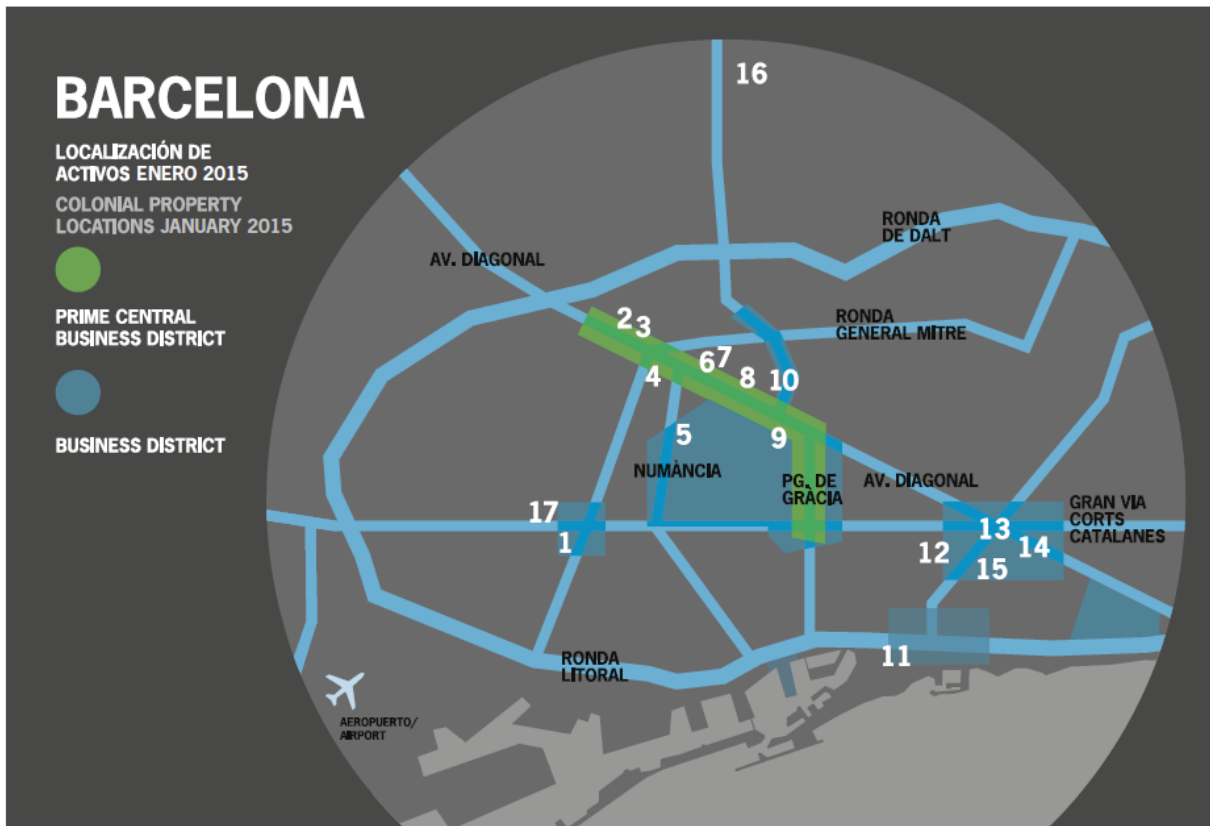 BARCELONA
LOCALIZACIÓN DE
ACTIVOS ENERO 2015
COLONIAL PROPERTY
LOCATIONS JANUARY 2015
PRIME CENTRAL
BUSINESS DISTRICT
BUSINESS DISTRICT
16
RONDA
DE DALT
AV. DIAGONAL
RONDA
GENERAL MITRE
2
3
4
6
7
8
10
5
9
NUMÀNCIA
PG. DE
GRÀCIA
AV. DIAGONAL
GRAN VIA
CORTS
CATALANES
17
1
13
12
14
15
11
RONDA
LITORAL
AEROPUERTO/
AIRPORT